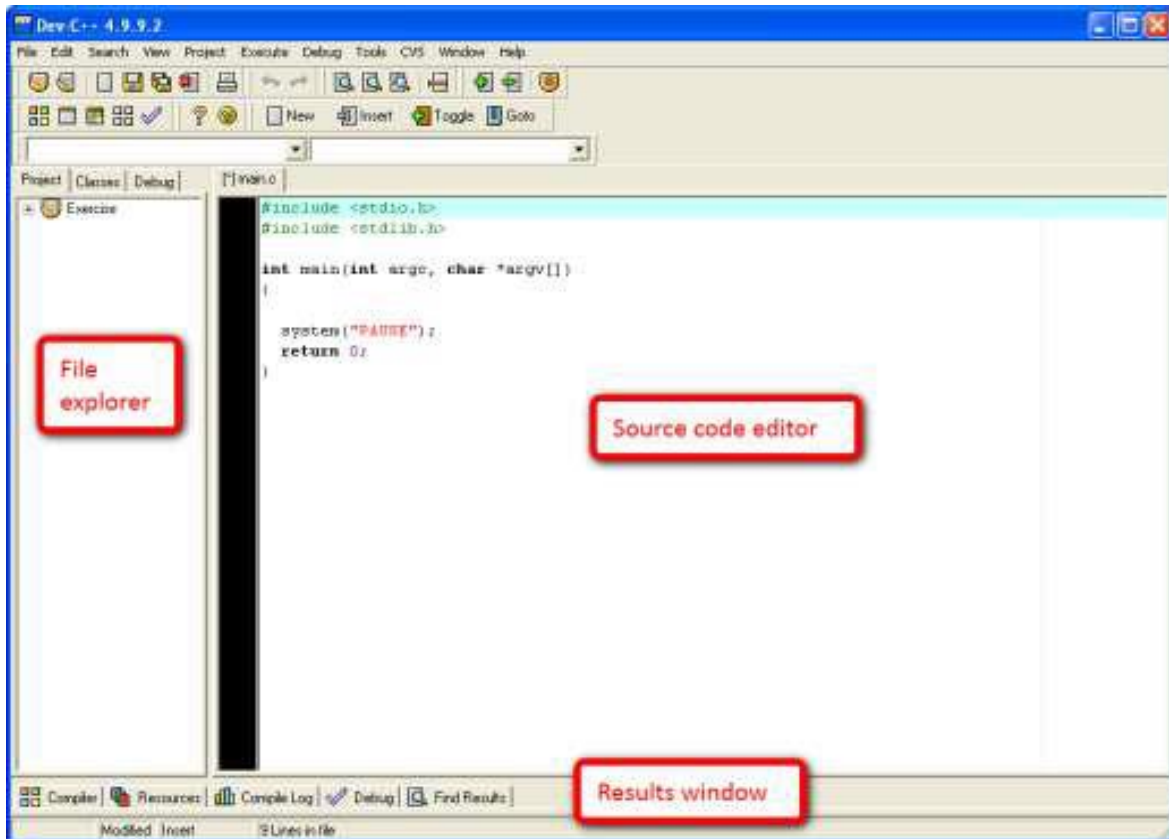 Dev-C++ 4.9.9.2
File Edit Search View Project Execute Debug Tools CVS Window Help
New Insert Toggle Goto
Project Classes Debug [*] main.c
Exercise
#include <stdio.h>
#include <stdlib.h>
int main(int argc, char *argv[])
{
system("PAUSE");
return 0;
}
File
explorer
Source code editor
Results window
Compiler Resources Compile Log Debug Find Results
Modified Insert 9 Lines in file